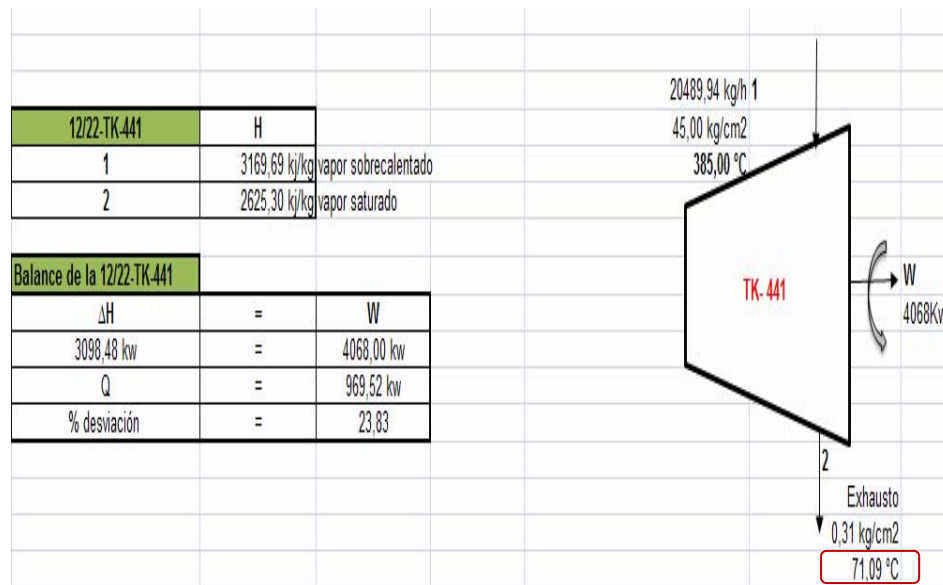 12/22-TK-441 H
1 3169,69 kj/kg vapor sobrecalentado
2 2625,30 kj/kg vapor saturado
Balance de la 12/22-TK-441
ΔH = W
3098,48 kw = 4068,00 kw
Q = 969,52 kw
% desviación = 23,83
20489,94 kg/h 1
45,00 kg/cm2
385,00 ºC
TK- 441
W
4068Kw
2
Exhausto
0,31 kg/cm2
71,09 ºC